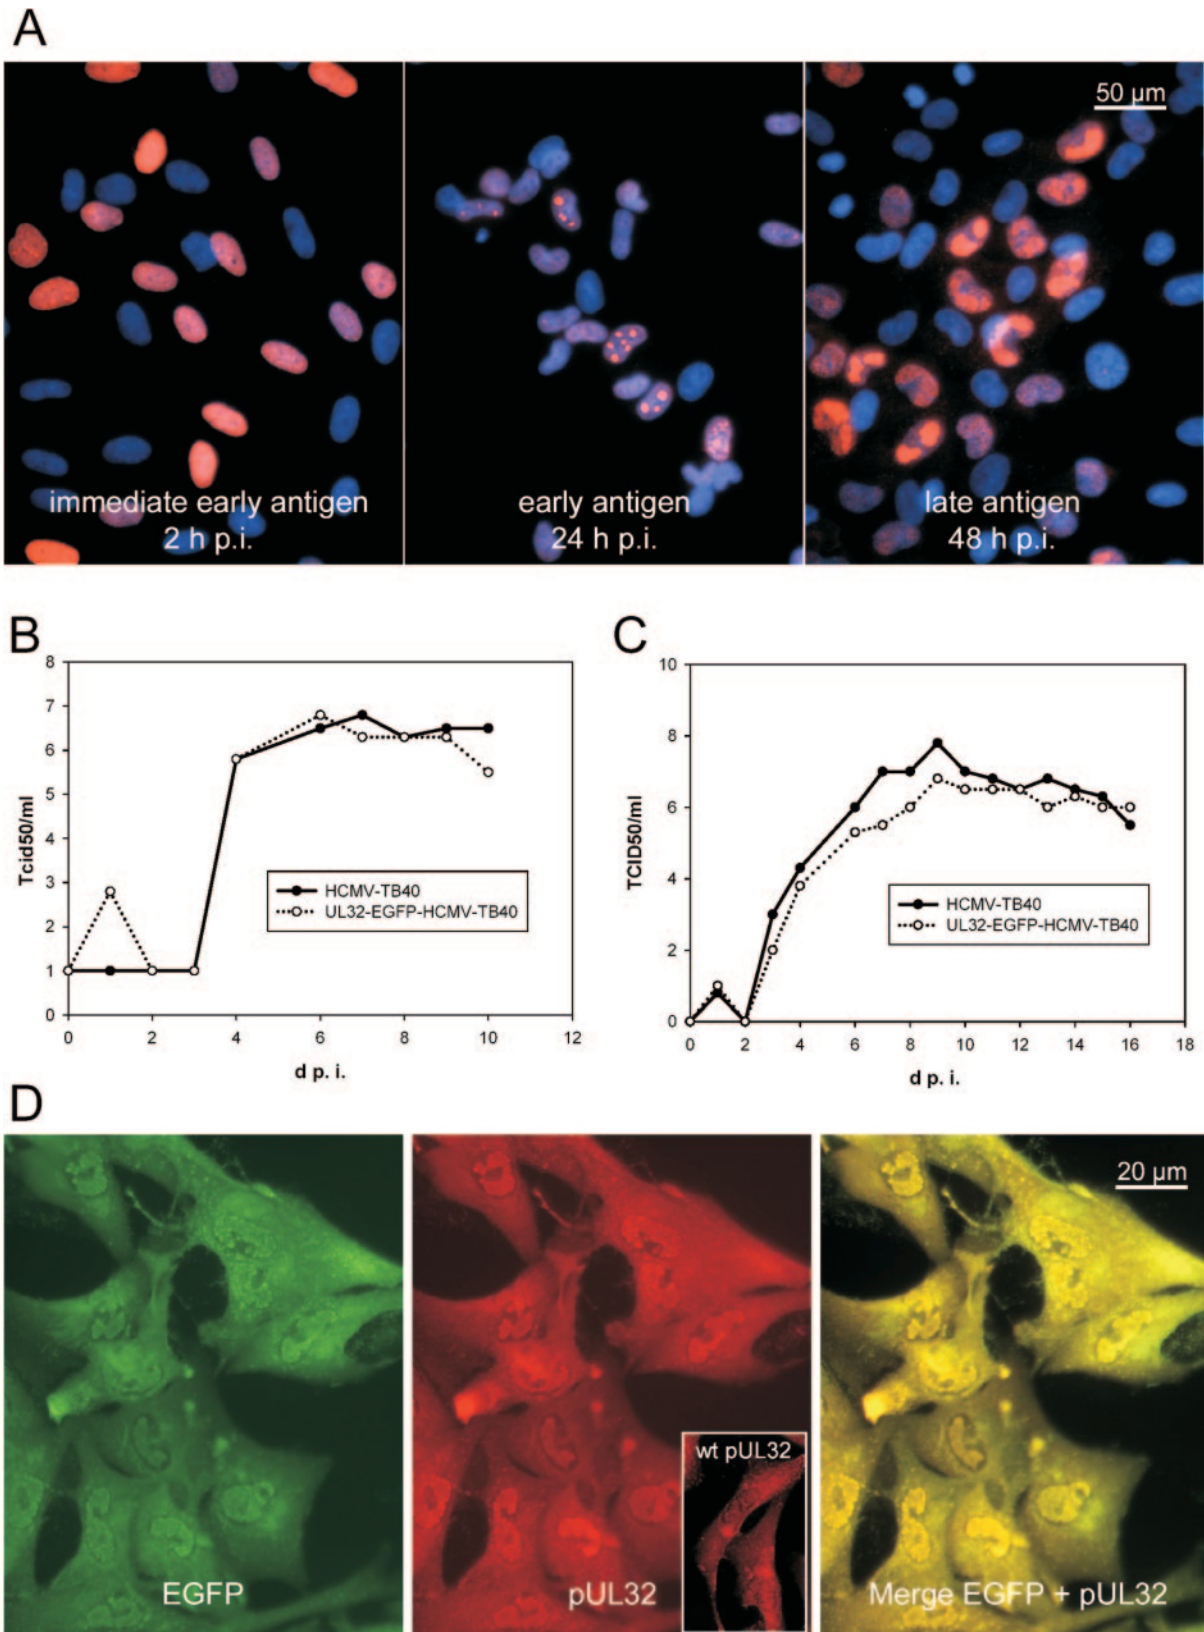 A
50 µm
immediate early antigen
2 h p.i.
early antigen
24 h p.i.
late antigen
48 h p.i.
B
8
7
6
5
4
3
2
1
0
Tcid50/ml
HCMV-TB40
UL32-EGFP-HCMV-TB40
0 2 4 6 8 10 12
d p. i.
C
10
8
6
4
2
0
TCID50/ml
HCMV-TB40
UL32-EGFP-HCMV-TB40
0 2 4 6 8 10 12 14 16 18
d p. i.
D
20 µm
EGFP
pUL32
wt pUL32
Merge EGFP + pUL32